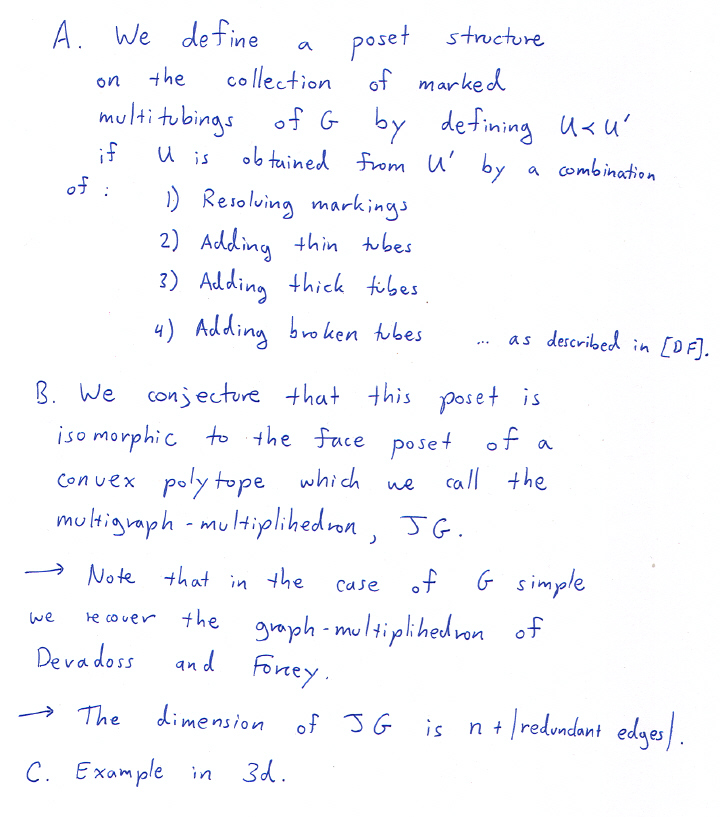 A. We define a poset structure
on the collection of marked
multitubings of G by defining U ≺ U'
if U is obtained from U' by a combination
of :
1) Resolving markings
2) Adding thin tubes
3) Adding thick tubes
4) Adding broken tubes ... as described in [DF].
B. We conjecture that this poset is
isomorphic to the face poset of a
convex polytope which we call the
multigraph-multiplihedron, JG.
→ Note that in the case of G simple
we recover the graph-multiplihedron of
Devadoss and Forcey.
→ The dimension of JG is n + |redundant edges|.
C. Example in 3d.